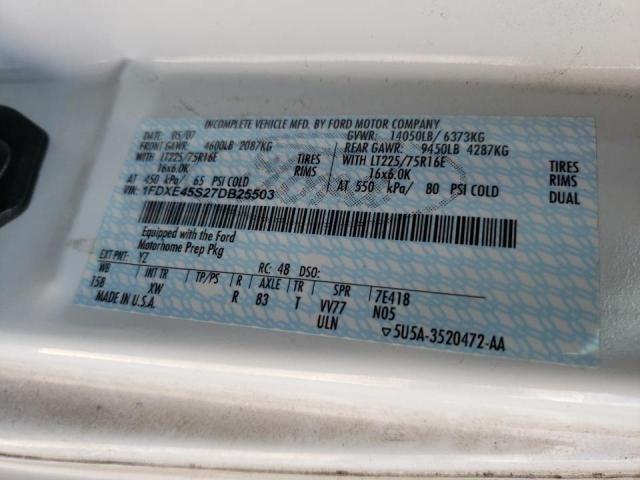 INCOMPLETE VEHICLE MFD. BY FORD MOTOR COMPANY
DATE: 05/07 GVWR: 14050LB/ 6373KG
FRONT GAWR: 4600LB 2087KG REAR GAWR: 9450LB 4287KG
WITH LT225/75R16E TIRES WITH LT225/75R16E TIRES
16x6.0K RIMS 16x6.0K RIMS
AT 450 kPa/ 65 PSI COLD AT 550 kPa/ 80 PSI COLD DUAL
VIN: 1FDXE45S27DB25503
Equipped with the Ford
Motorhome Prep Pkg
EXT PNT: YZ RC: 48 DSO:
WB INT TR TP/PS R AXLE TR SPR
158 XW R 83 T VV77 7E418
ULN N05
MADE IN U.S.A. ▽5U5A-3520472-AA